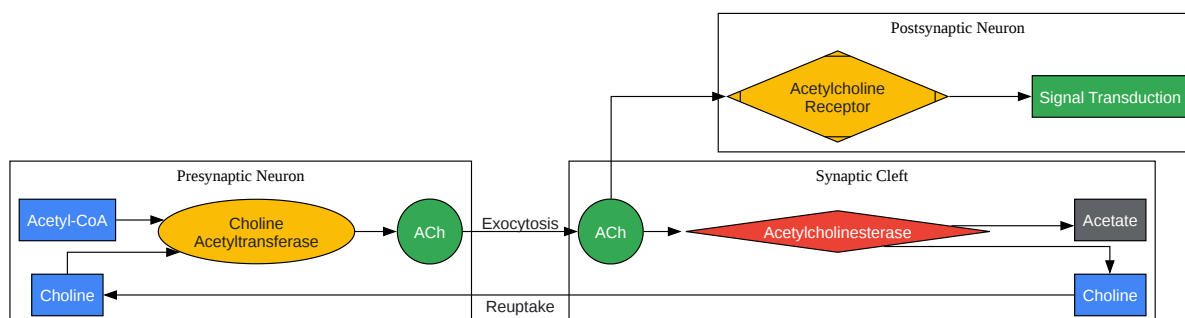 Postsynaptic Neuron
Acetylcholine
Receptor
Signal Transduction
Presynaptic Neuron
Acetyl-CoA
Choline
Acetyltransferase
ACh
Choline
Exocytosis
Synaptic Cleft
ACh
Acetylcholinesterase
Acetate
Choline
Reuptake